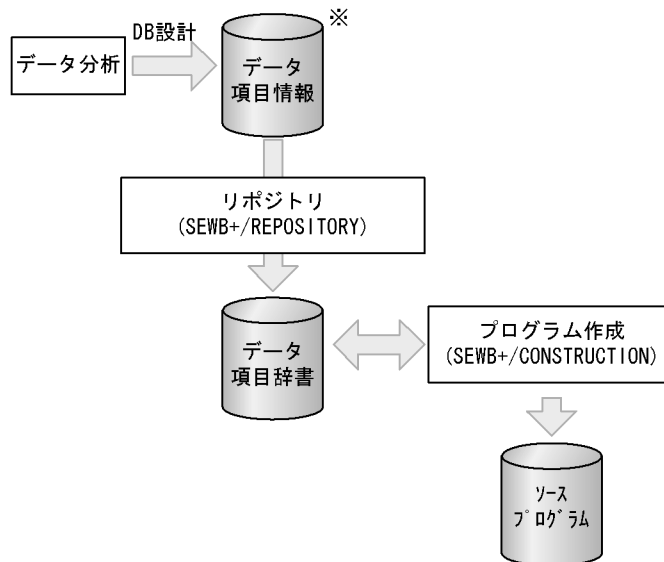 DB設計
※
データ分析
データ
項目情報
リポジトリ
(SEWB+/REPOSITORY)
データ
項目辞書
プログラム作成
(SEWB+/CONSTRUCTION)
ｿｰｽ
ﾌﾟﾛｸﾞﾗﾑ